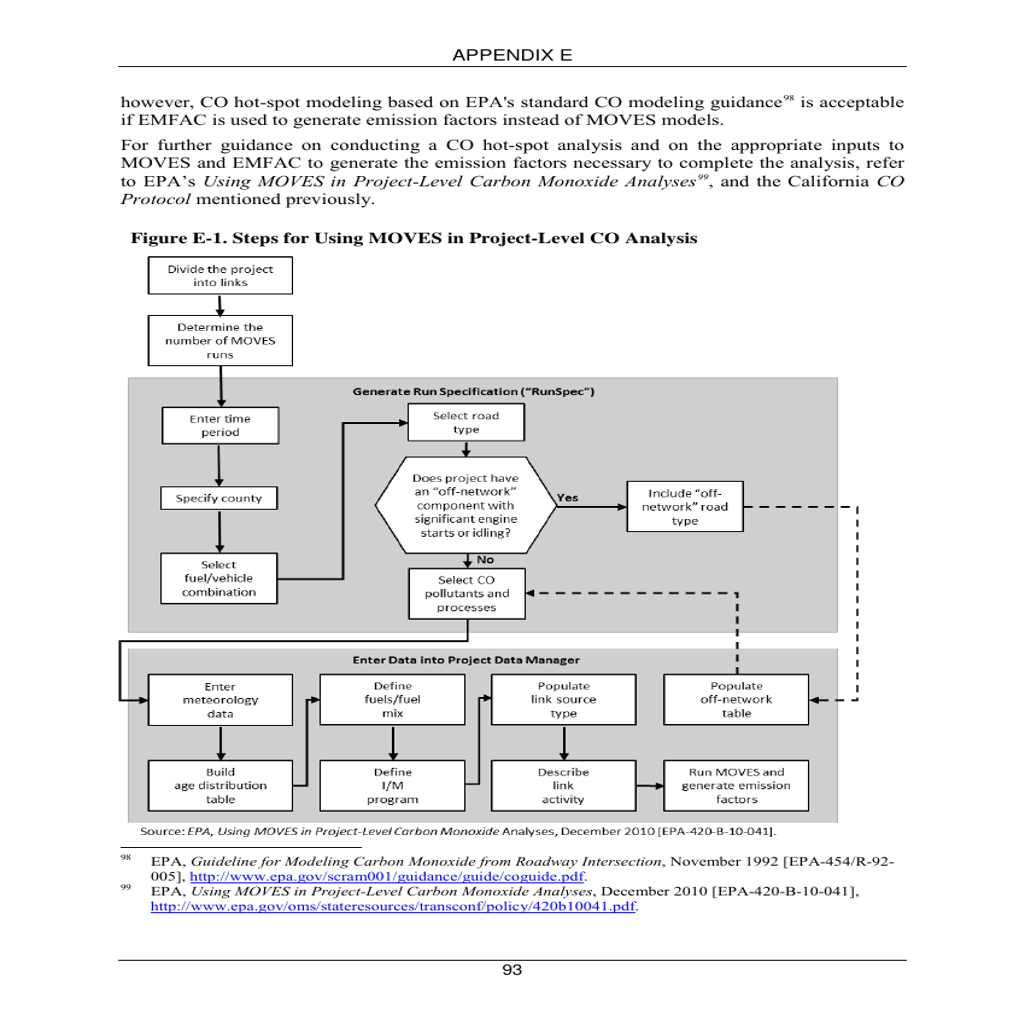 APPENDIX E
however, CO hot-spot modeling based on EPA's standard CO modeling guidance98 is acceptable
if EMFAC is used to generate emission factors instead of MOVES models.
For further guidance on conducting a CO hot-spot analysis and on the appropriate inputs to
MOVES and EMFAC to generate the emission factors necessary to complete the analysis, refer
to EPA's Using MOVES in Project-Level Carbon Monoxide Analyses99, and the California CO
Protocol mentioned previously.
Figure E-1. Steps for Using MOVES in Project-Level CO Analysis
Divide the project
into links
Determine the
number of MOVES
runs
Generate Run Specification (“RunSpec”)
Enter time
period
Specify county
Select
fuel/vehicle
combination
Select road
type
Does project have
an “off-network”
component with
significant engine
starts or idling?
Yes
Include “off-
network” road
type
No
Select CO
pollutants and
processes
Enter Data into Project Data Manager
Enter
meteorology
data
Build
age distribution
table
Define
fuels/fuel
mix
Define
I/M
program
Populate
link source
type
Describe
link
activity
Populate
off-network
table
Run MOVES and
generate emission
factors
Source: EPA, Using MOVES in Project-Level Carbon Monoxide Analyses, December 2010 [EPA-420-B-10-041].
98 EPA, Guideline for Modeling Carbon Monoxide from Roadway Intersection, November 1992 [EPA-454/R-92-
005], http://www.epa.gov/scram001/guidance/guide/coguide.pdf.
99 EPA, Using MOVES in Project-Level Carbon Monoxide Analyses, December 2010 [EPA-420-B-10-041],
http://www.epa.gov/oms/stateresources/transconf/policy/420b10041.pdf.
93